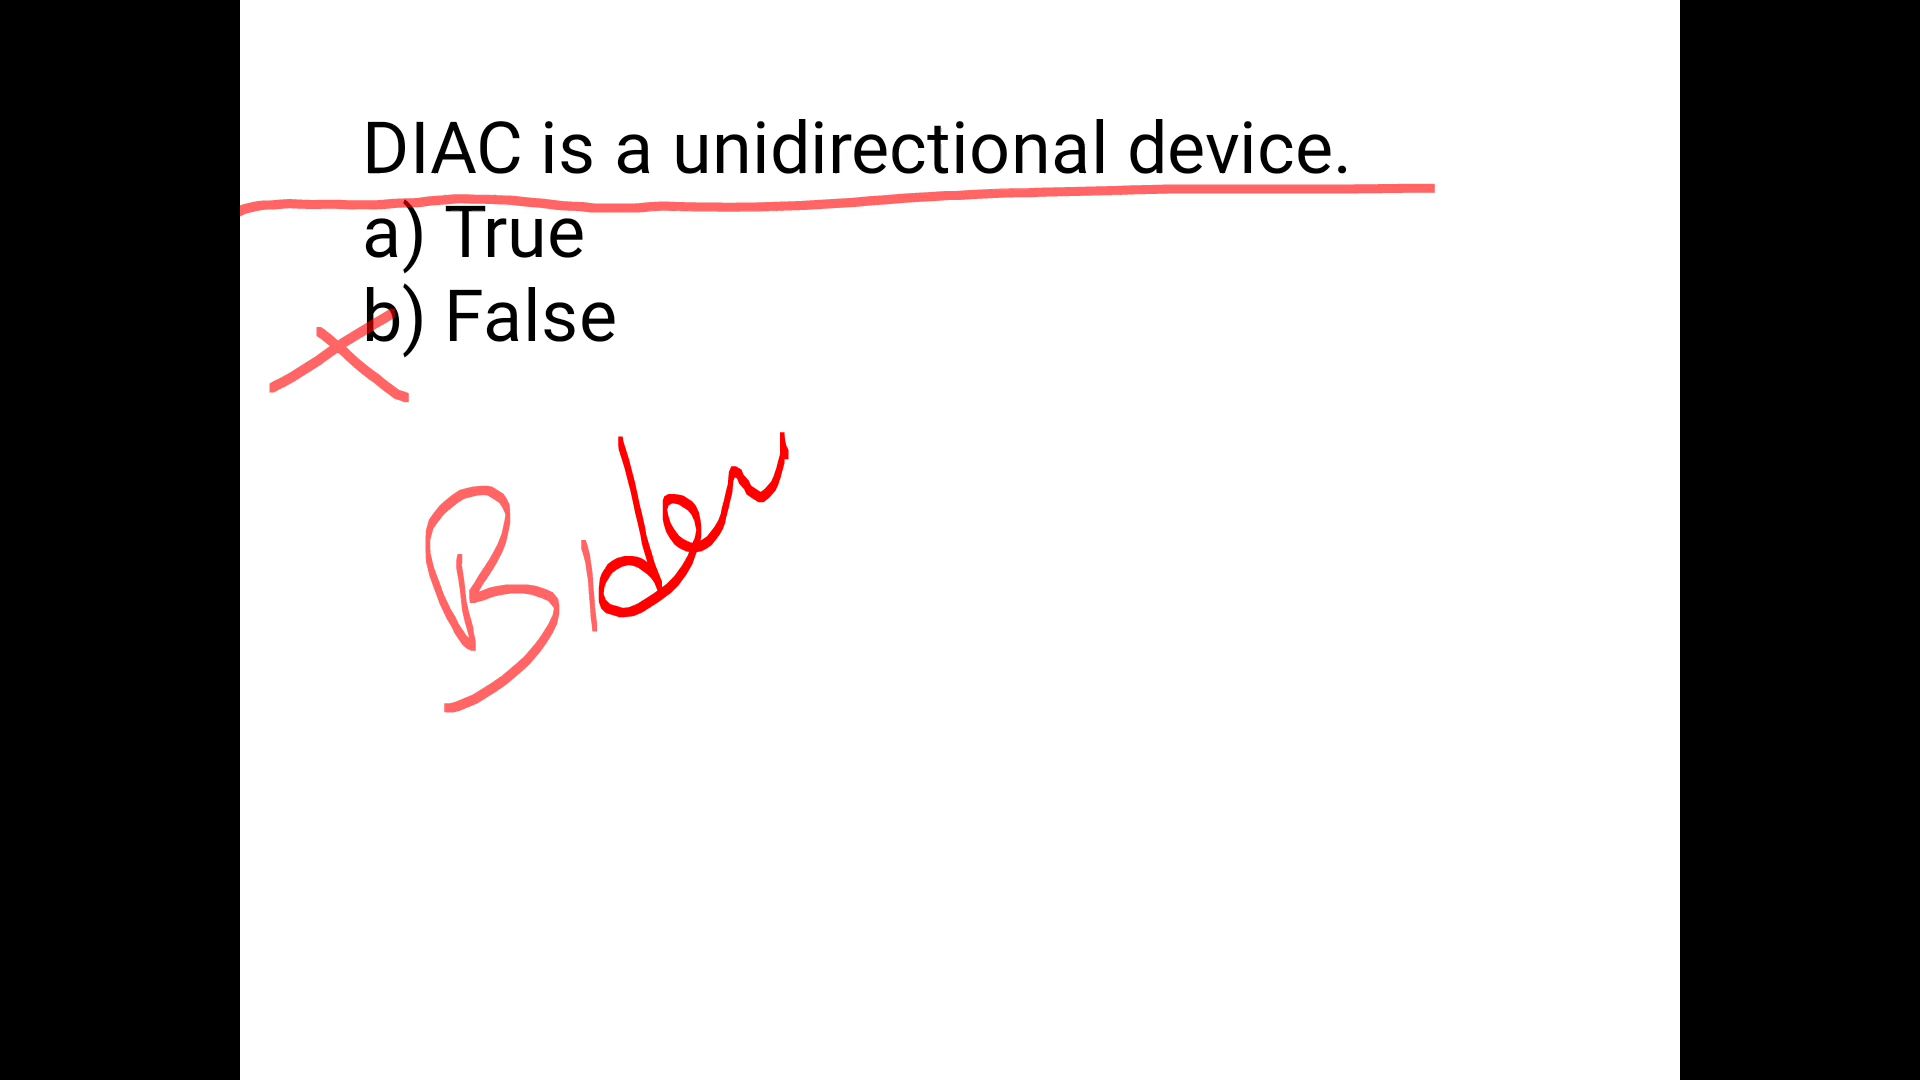 DIAC is a unidirectional device.
a) True
b) False